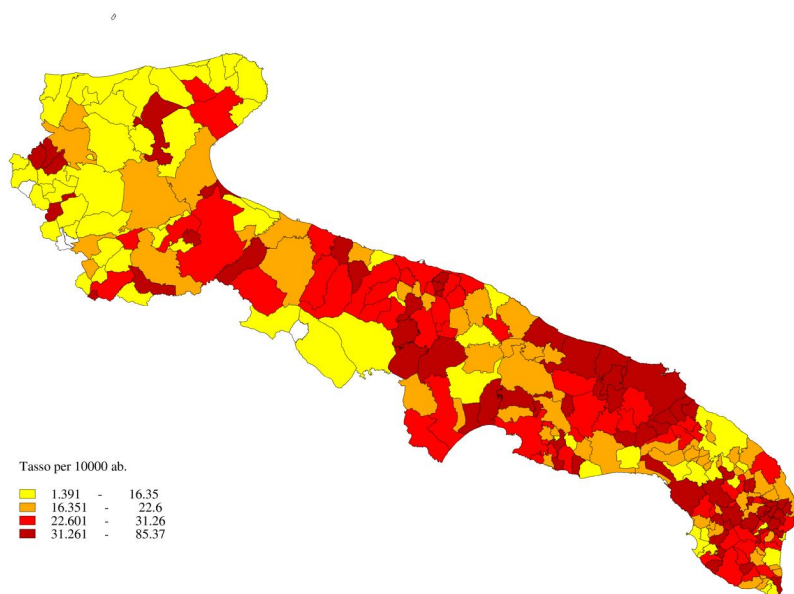 Tasso per 10000 ab.
1.391 - 16.35
16.351 - 22.6
22.601 - 31.26
31.261 - 85.37